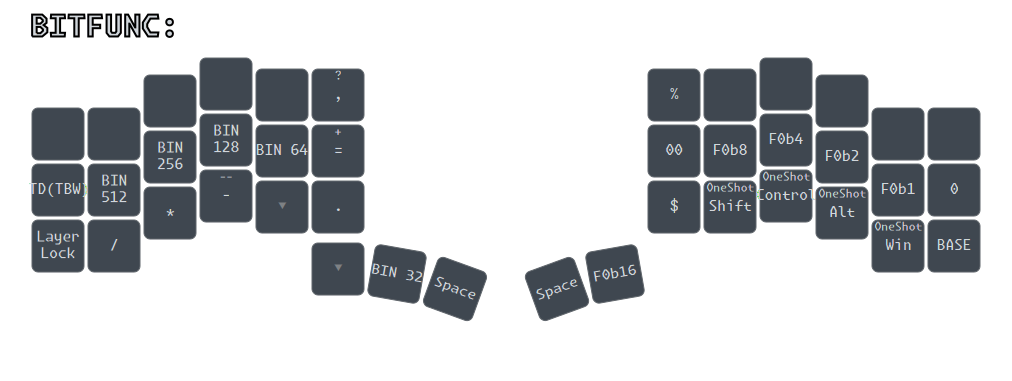 BITFUNC:
?
,
%
BIN
128
F0b4
+
=
BIN 64
00
F0b8
BIN
256
F0b2
TD(TBW)
BIN
512
F0b1
0
--
-
OneShot
Control
.
$
OneShot
Shift
*
OneShot
Alt
Layer
Lock
/
OneShot
Win
BASE
BIN 32
Space
Space
F0b16